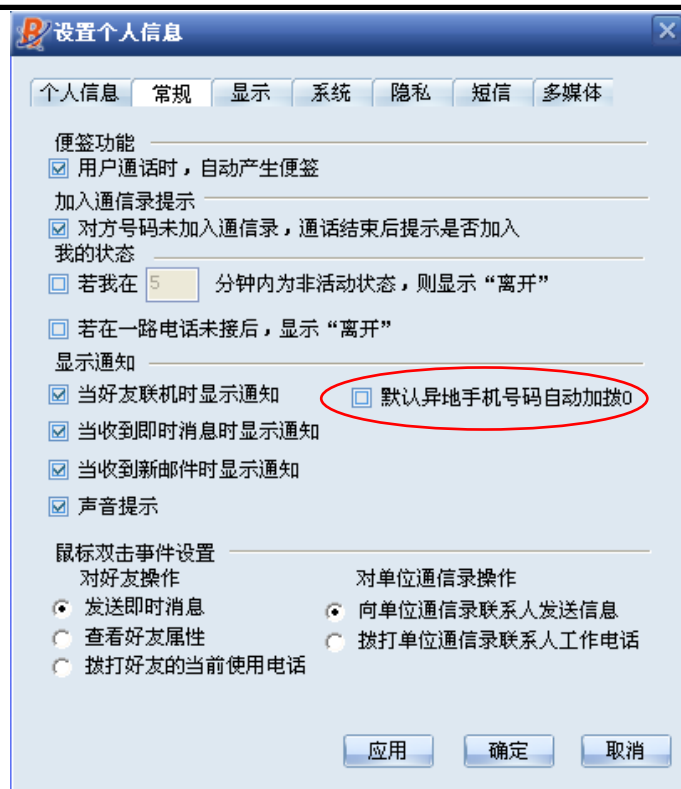 设置个人信息
个人信息 常规 显示 系统 隐私 短信 多媒体
便签功能
用户通话时，自动产生便签
加入通信录提示
对方号码未加入通信录，通话结束后提示是否加入
我的状态
若我在 5 分钟内为非活动状态，则显示“离开”
若在一路电话未接后，显示“离开”
显示通知
当好友联机时显示通知 默认异地手机号码自动加拨0
当收到即时消息时显示通知
当收到新邮件时显示通知
声音提示
鼠标双击事件设置
对好友操作 对单位通信录操作
发送即时消息 向单位通信录联系人发送信息
查看好友属性 拨打单位通信录联系人工作电话
拨打好友的当前使用电话
应用 确定 取消